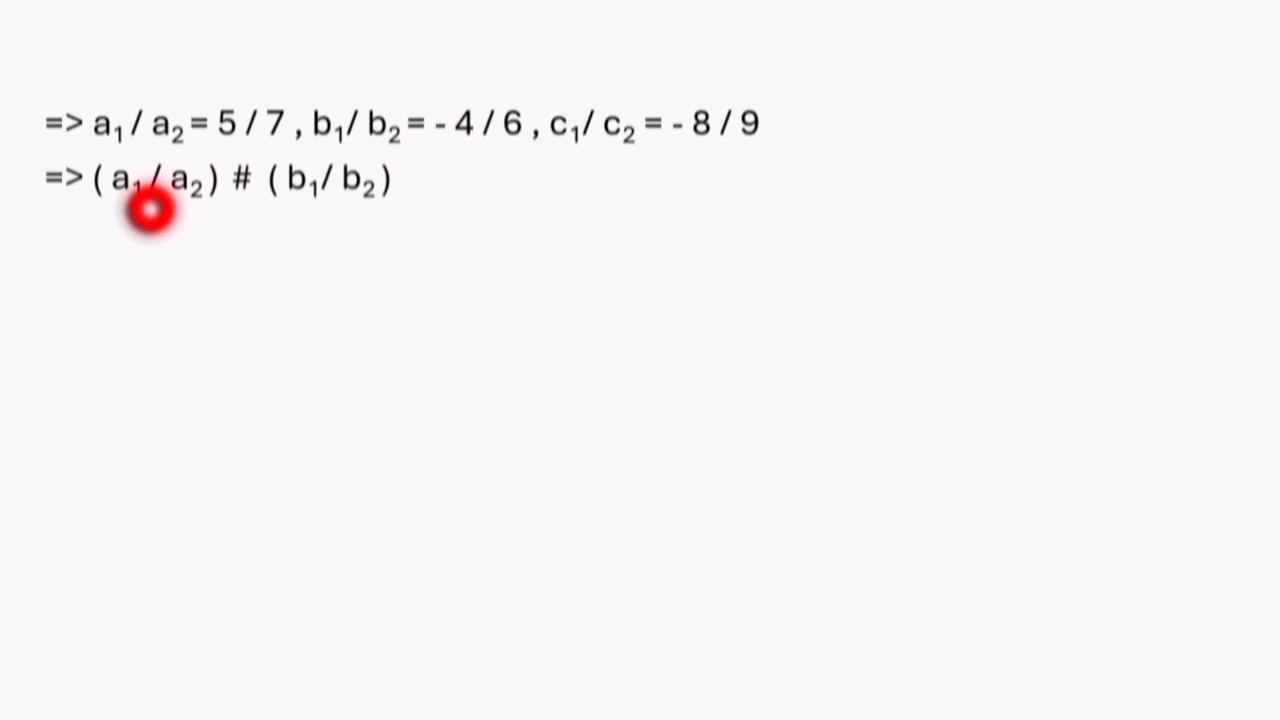 => a₁ / a₂ = 5 / 7 , b₁/ b₂ = - 4 / 6 , c₁/ c₂ = - 8 / 9
=> ( a₁ / a₂ ) # ( b₁/ b₂ )